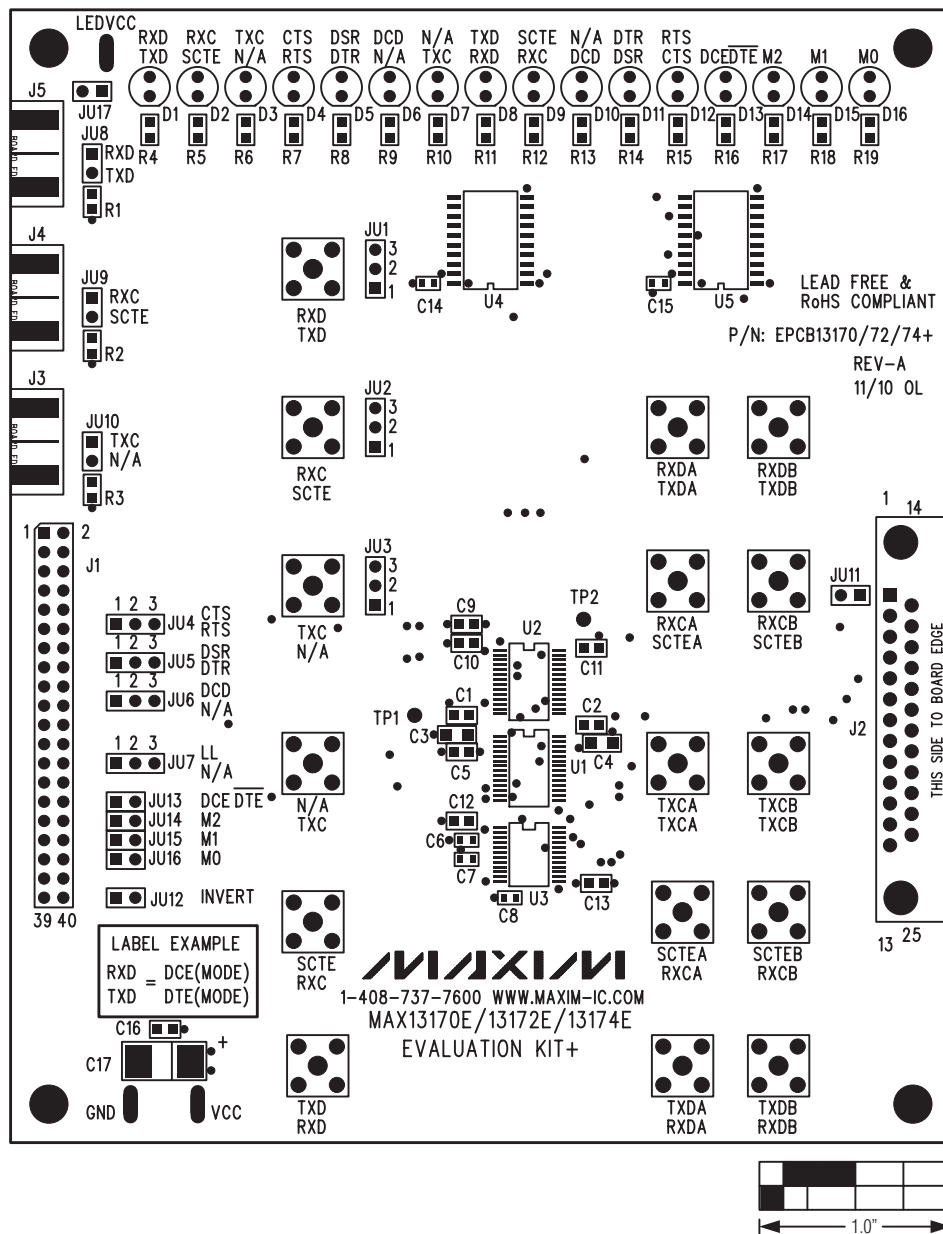 LEDVCC
RXD RXC TXC CTS DSR DCD N/A TXD SCTE N/A DTR RTS
TXD SCTE N/A RTS DTR N/A TXC RXD RXC DCD DSR CTS DCEDTE M2 M1 M0
J5
JU17
D1 D2 D3 D4 D5 D6 D7 D8 D9 D10 D11 D12 D13 D14 D15 D16
JU8
RXD
TXD
R4 R5 R6 R7 R8 R9 R10 R11 R12 R13 R14 R15 R16 R17 R18 R19
BOARD ED
R1
J4
JU9
RXC
SCTE
BOARD ED
R2
JU1
3
2
1
RXD
TXD
C14
U4
C15
U5
LEAD FREE &
RoHS COMPLIANT
P/N: EPCB13170/72/74+
REV-A
11/10 OL
J3
JU10
TXC
N/A
BOARD ED
R3
JU2
3
2
1
RXC
SCTE
RXDA
TXDA
RXDB
TXDB
1 14
1 2
J1
JU3
3
2
1
TXC
N/A
C9
C10
U2
TP2
C11
RXCA
SCTEA
RXCB
SCTEB
JU11
1 2 3
JU4 CTS
RTS
1 2 3
JU5 DSR
DTR
1 2 3
JU6 DCD
N/A
TP1
C1
C3
C5
C2
C4
U1
J2
THIS SIDE TO BOARD EDGE
1 2 3
JU7 LL
N/A
JU13 DCE DTE
JU14 M2
JU15 M1
JU16 M0
JU12 INVERT
N/A
TXC
C12
C6
C7
C8
U3
C13
TXCA
TXCA
TXCB
TXCB
39 40
SCTE
RXC
SCTEA
RXCA
SCTEB
RXCB
13 25
LABEL EXAMPLE
RXD = DCE(MODE)
TXD DTE(MODE)
MAXIM
1-408-737-7600 WWW.MAXIM-IC.COM
MAX13170E/13172E/13174E
EVALUATION KIT+
C16
C17
+
GND
VCC
TXD
RXD
TXDA
RXDA
TXDB
RXDB
1.0"